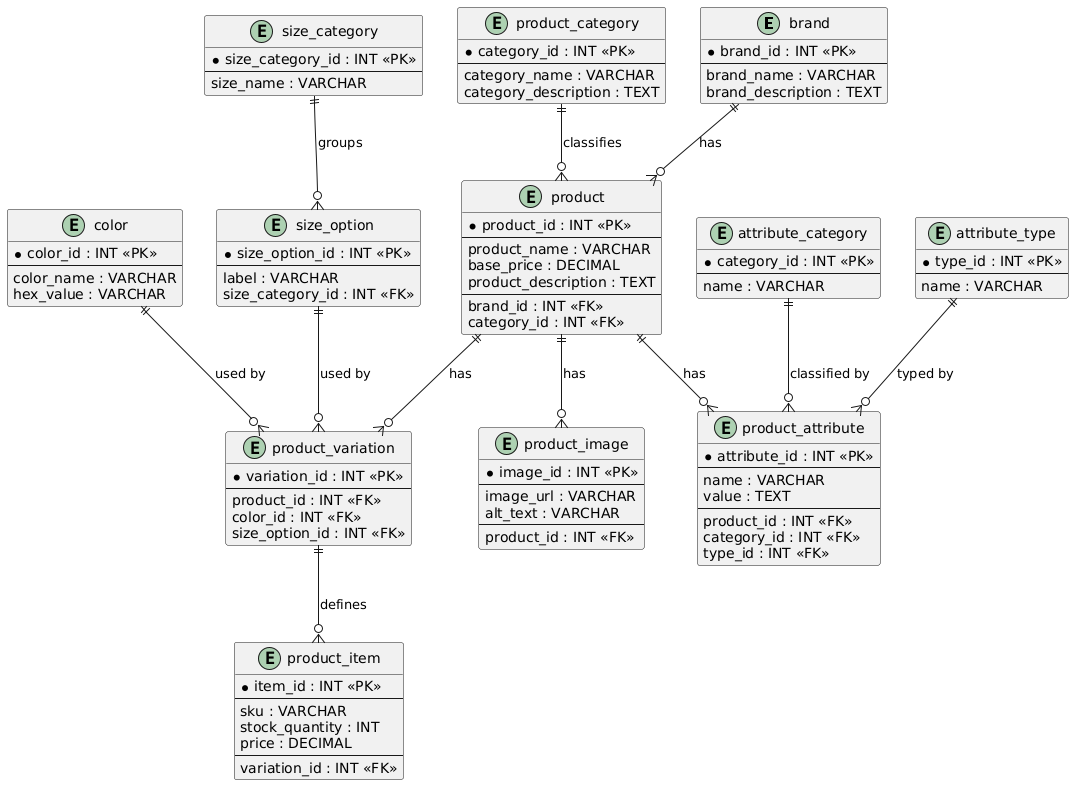 E size_category
* size_category_id : INT «PK»
size_name : VARCHAR
E product_category
* category_id : INT «PK»
category_name : VARCHAR
category_description : TEXT
E brand
* brand_id : INT «PK»
brand_name : VARCHAR
brand_description : TEXT
groups
classifies
has
E color
* color_id : INT «PK»
color_name : VARCHAR
hex_value : VARCHAR
E size_option
* size_option_id : INT «PK»
label : VARCHAR
size_category_id : INT «FK»
E product
* product_id : INT «PK»
product_name : VARCHAR
base_price : DECIMAL
product_description : TEXT
brand_id : INT «FK»
category_id : INT «FK»
E attribute_category
* category_id : INT «PK»
name : VARCHAR
E attribute_type
* type_id : INT «PK»
name : VARCHAR
used by
used by
has
has
has
classified by
typed by
E product_variation
* variation_id : INT «PK»
product_id : INT «FK»
color_id : INT «FK»
size_option_id : INT «FK»
E product_image
* image_id : INT «PK»
image_url : VARCHAR
alt_text : VARCHAR
product_id : INT «FK»
E product_attribute
* attribute_id : INT «PK»
name : VARCHAR
value : TEXT
product_id : INT «FK»
category_id : INT «FK»
type_id : INT «FK»
defines
E product_item
* item_id : INT «PK»
sku : VARCHAR
stock_quantity : INT
price : DECIMAL
variation_id : INT «FK»